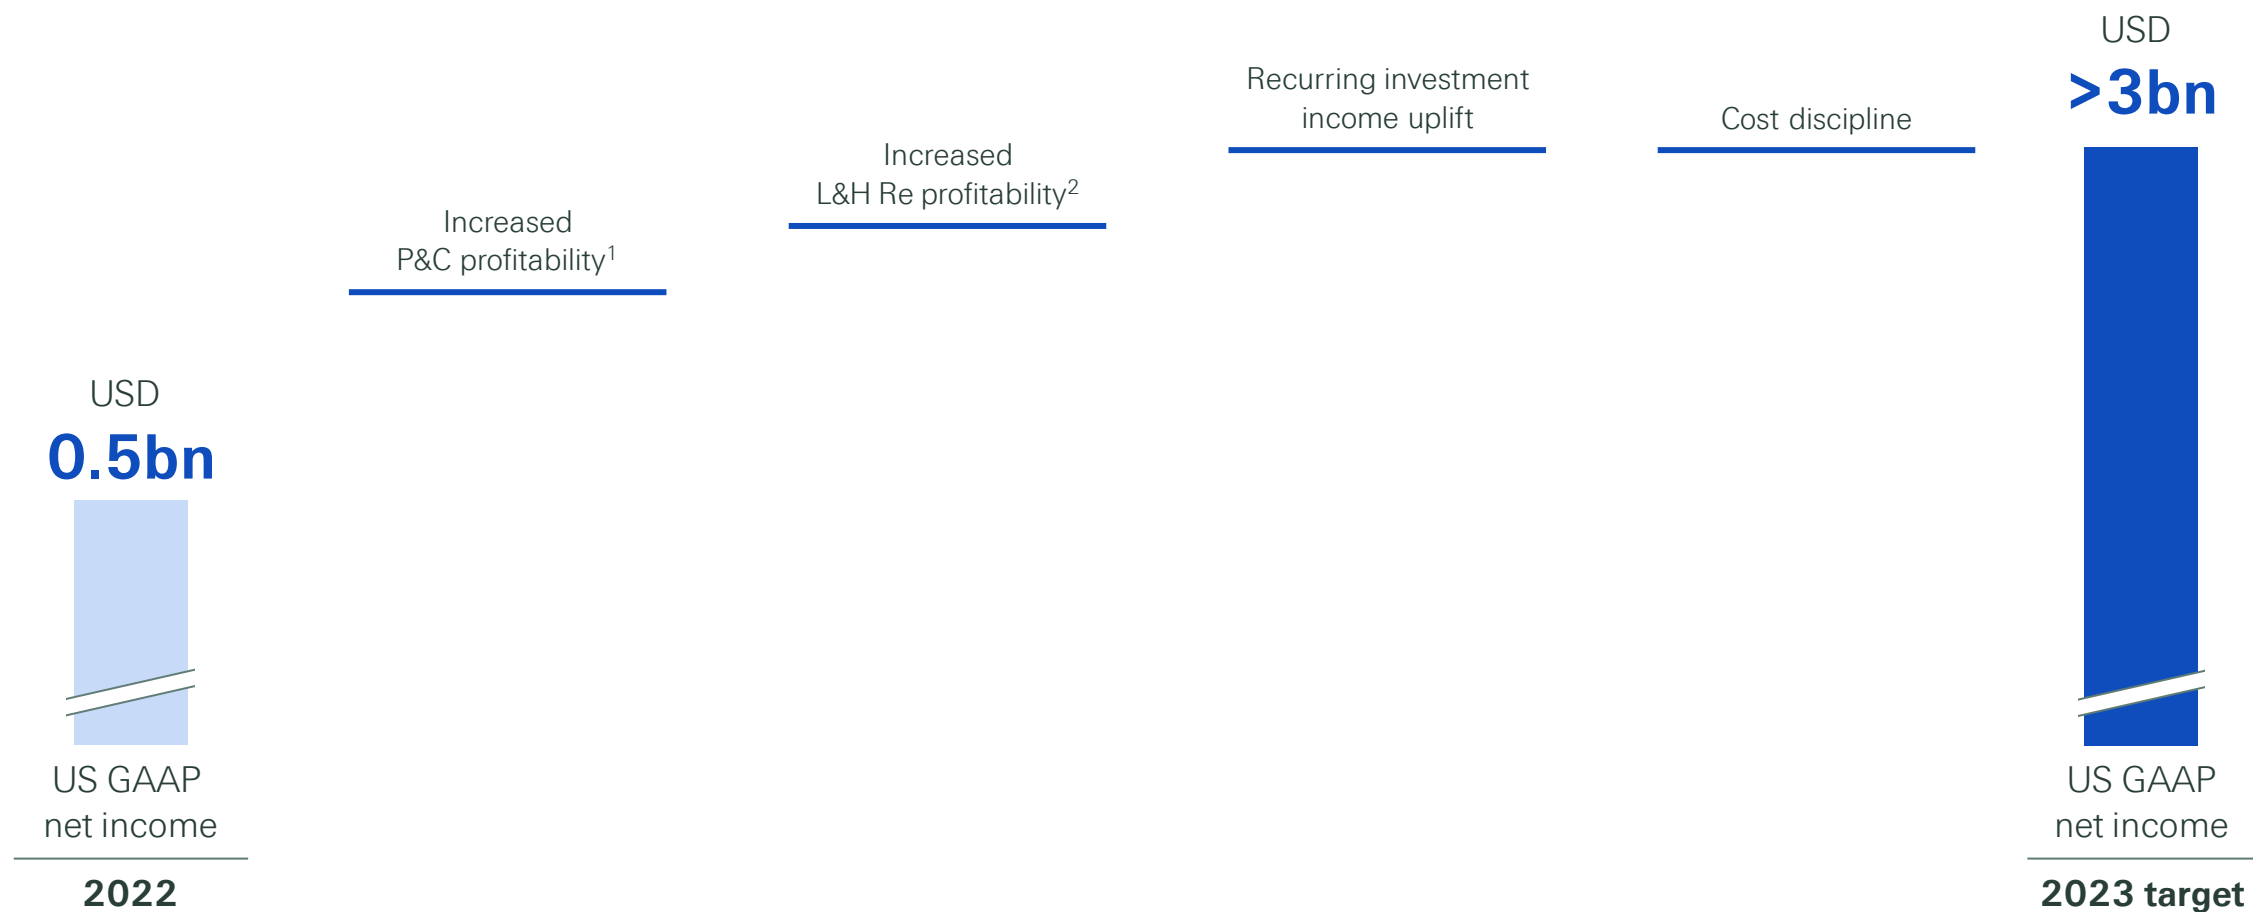 USD
0.5bn
US GAAP
net income
2022
Increased
P&C profitability1
Increased
L&H Re profitability2
Recurring investment
income uplift
Cost discipline
USD
>3bn
US GAAP
net income
2023 target